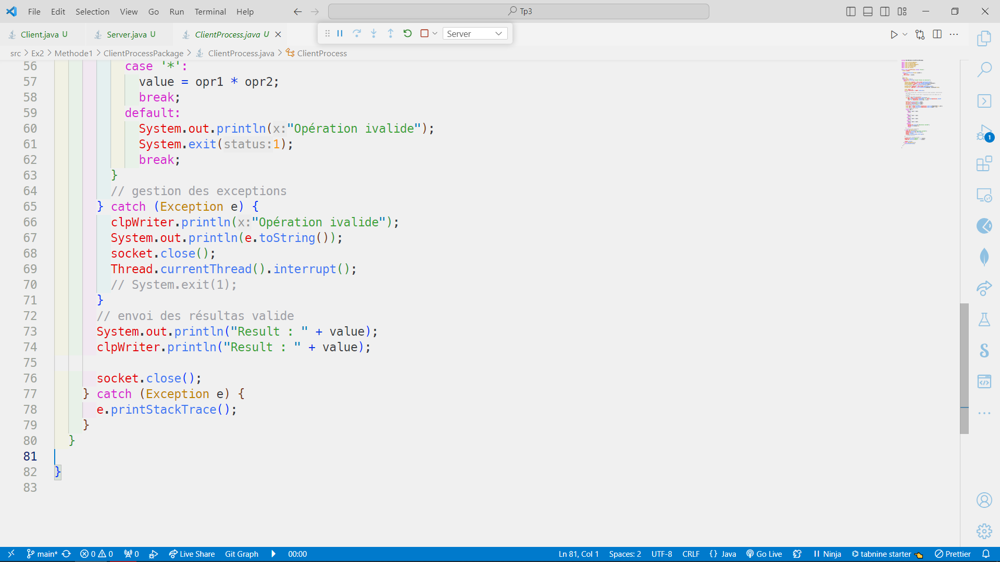 File Edit Selection View Go Run Terminal Help
Tp3
Client.java U
Server.java U
ClientProcess.java U
Server
src > Ex2 > Methode1 > ClientProcessPackage > ClientProcess.java > ClientProcess
56 case '*':
57 value = opr1 * opr2;
58 break;
59 default:
60 System.out.println(x:"Opération ivalide");
61 System.exit(status:1);
62 break;
63 }
64 // gestion des exceptions
65 } catch (Exception e) {
66 clpWriter.println(x:"Opération ivalide");
67 System.out.println(e.toString());
68 socket.close();
69 Thread.currentThread().interrupt();
70 // System.exit(1);
71 }
72 // envoi des résultas valide
73 System.out.println("Result : " + value);
74 clpWriter.println("Result : " + value);
75
76 socket.close();
77 } catch (Exception e) {
78 e.printStackTrace();
79 }
80 }
81
82 }
83
1
main* 0 0 0 Live Share Git Graph 00:00 Ln 81, Col 1 Spaces: 2 UTF-8 CRLF {} Java Go Live Ninja tabnine starter Prettier